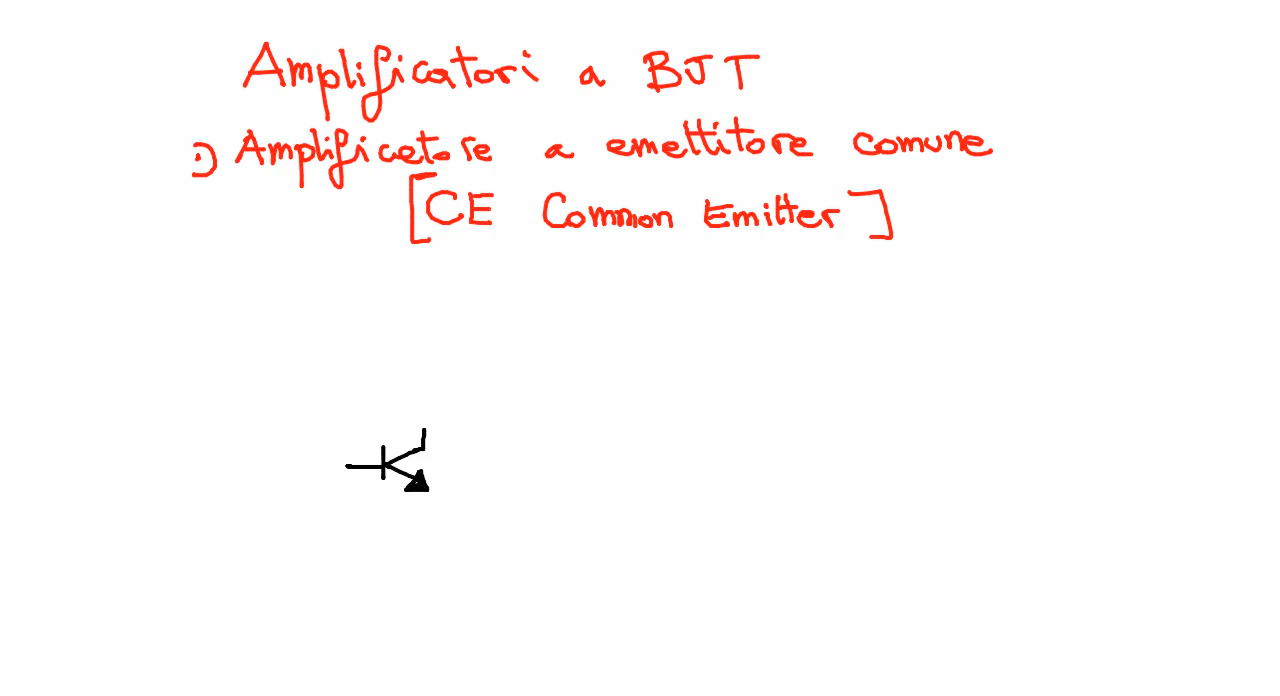 Amplificatori a BJT
•) Amplificatore a emettitore comune
[CE Common Emitter]